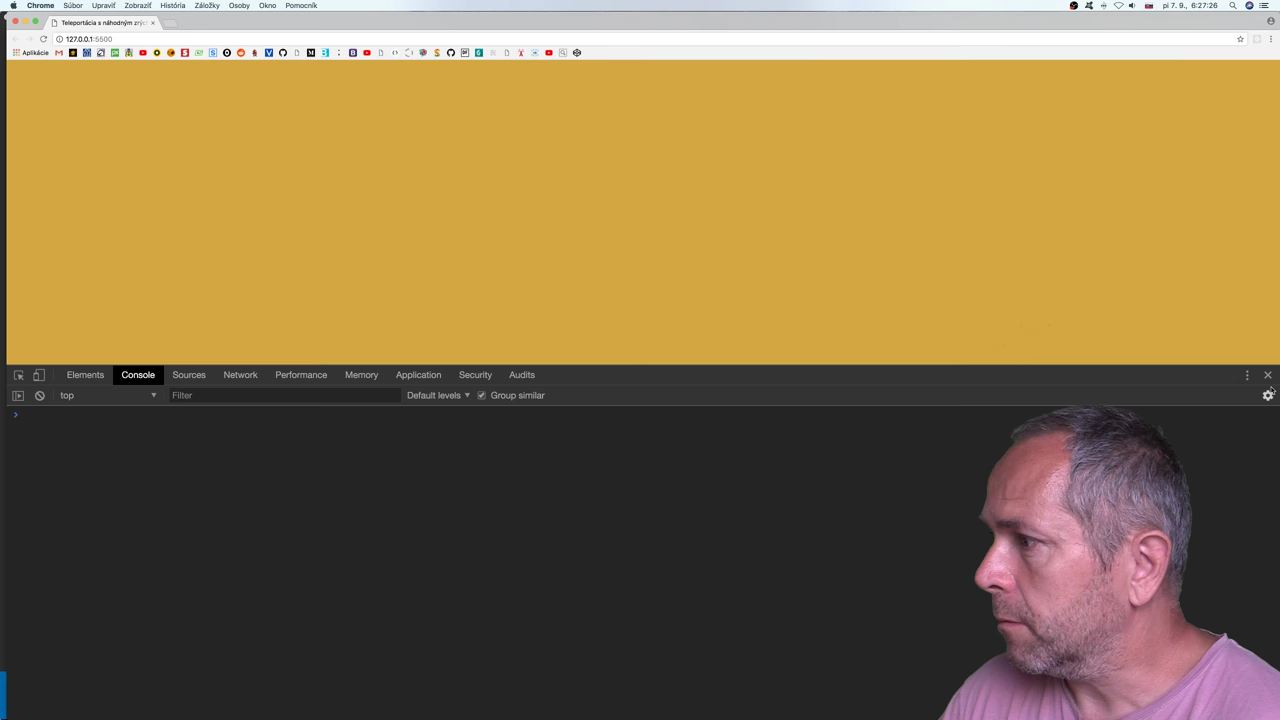 Chrome Súbor Upraviť Zobraziť História Záložky Osoby Okno Pomocník
pi 7. 9., 6:27:26
Teleportácia s náhodným zrýc
127.0.0.1:5500
Aplikácie
Elements Console Sources Network Performance Memory Application Security Audits
top Filter Default levels Group similar